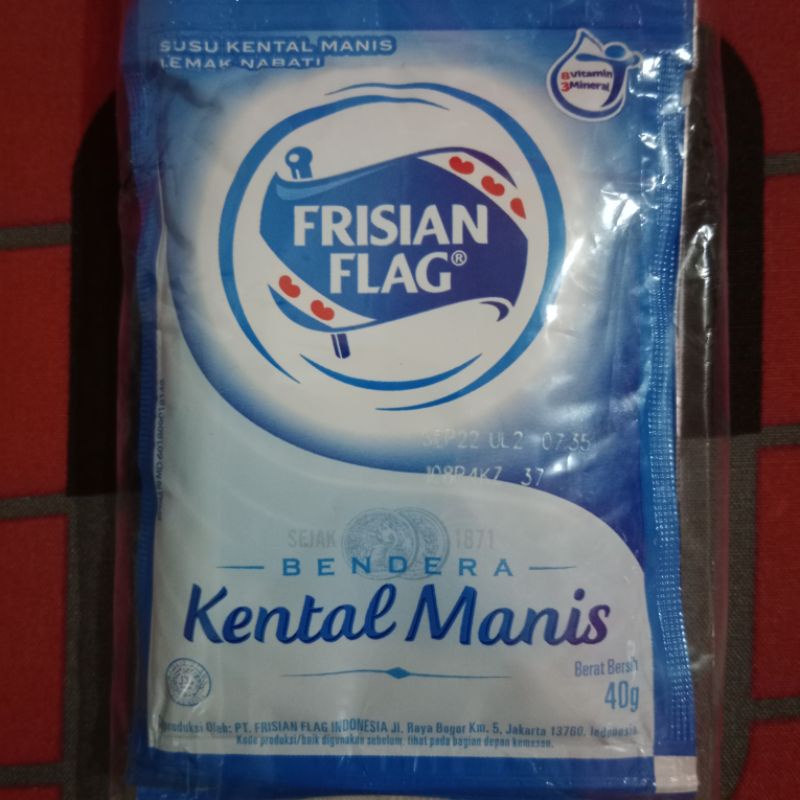 SUSU KENTAL MANIS
LEMAK NABATI
8 Vitamin
3 Mineral
FRISIAN
FLAG®
SEP22 UL2 07:35
37
SEJAK 1871
BENDERA
Kental Manis
Berat Bersih
40g
Produksi Oleh: PT. FRISIAN FLAG INDONESIA Jl. Raya Bogor Km. 5, Jakarta 13760, Indonesia
Kode produksi/baik digunakan sebelum, lihat pada bagian depan kemasan.